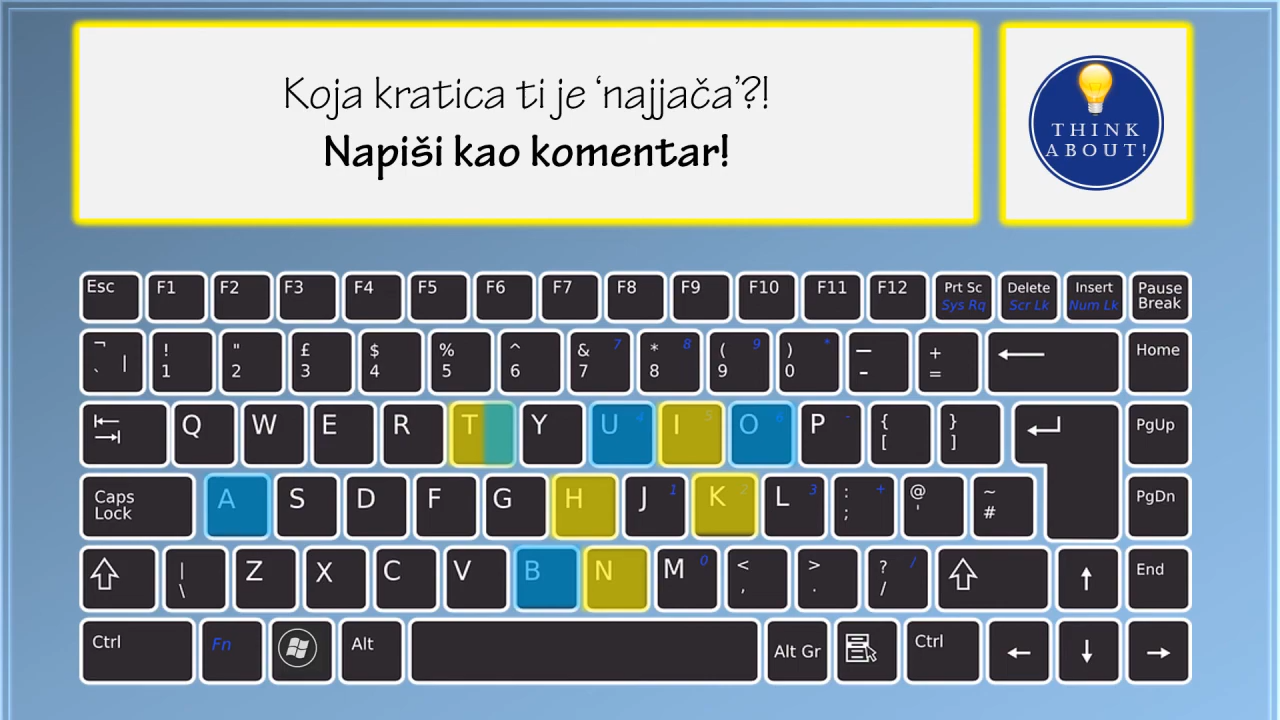 Koja kratica ti je ‘najjača’?!
Napiši kao komentar!
THINK
ABOUT!
Esc F1 F2 F3 F4 F5 F6 F7 F8 F9 F10 F11 F12 Prt Sc Sys Rq Delete Scr Lk Insert Num Lk Pause Break
¬ ` | ! 1 " 2 £ 3 $ 4 % 5 ^ 6 & 7 7 * 8 8 ( 9 9 ) 0 * — - + = Home
Q W E R T Y U 4 I 5 O 6 P - { [ } ] PgUp
Caps Lock A S D F G H J 1 K 2 L 3 : ; + @ ' ~ # PgDn
| \ Z X C V B N M 0 < , > . ? / / End
Ctrl Fn Alt Alt Gr Ctrl